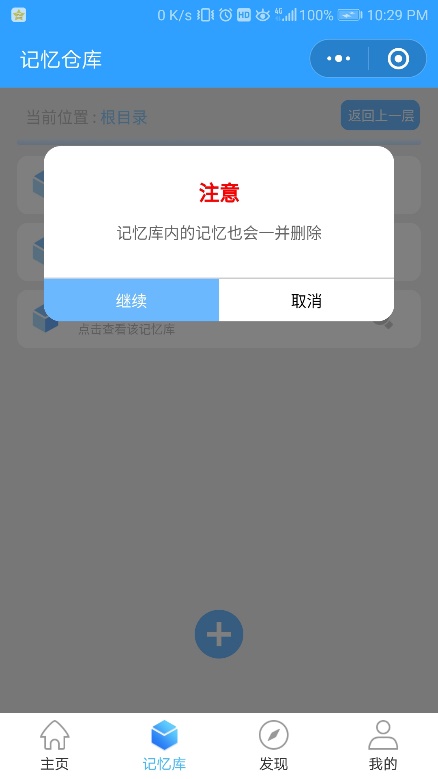 0 K/s HD 4G 100% 10:29 PM
记忆仓库
当前位置 : 根目录
返回上一层
注意
记忆库内的记忆也会一并删除
继续
取消
点击查看该记忆库
主页
记忆库
发现
我的